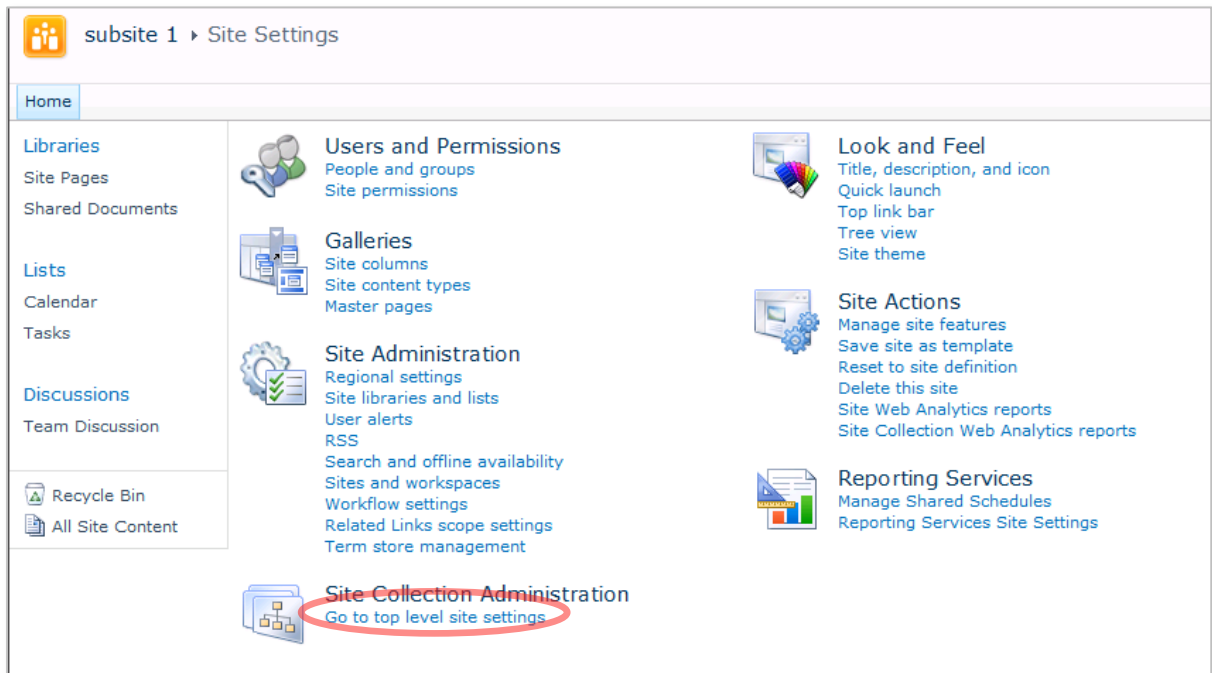 subsite 1 ▸ Site Settings
Home
Libraries
Site Pages
Shared Documents
Lists
Calendar
Tasks
Discussions
Team Discussion
Recycle Bin
All Site Content
Users and Permissions
People and groups
Site permissions
Galleries
Site columns
Site content types
Master pages
Site Administration
Regional settings
Site libraries and lists
User alerts
RSS
Search and offline availability
Sites and workspaces
Workflow settings
Related Links scope settings
Term store management
Site Collection Administration
Go to top level site settings
Look and Feel
Title, description, and icon
Quick launch
Top link bar
Tree view
Site theme
Site Actions
Manage site features
Save site as template
Reset to site definition
Delete this site
Site Web Analytics reports
Site Collection Web Analytics reports
Reporting Services
Manage Shared Schedules
Reporting Services Site Settings